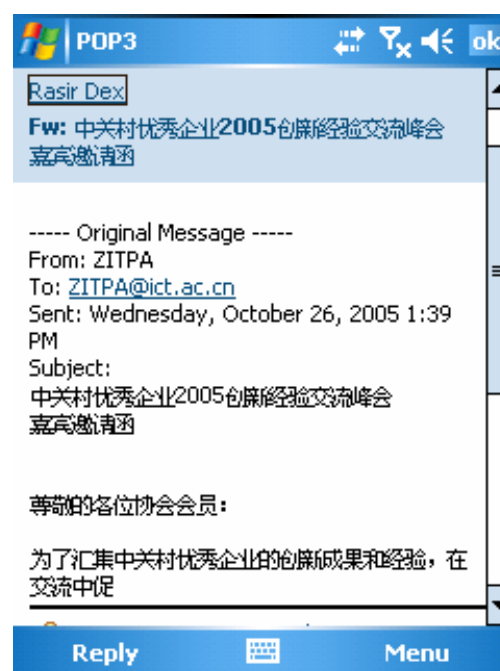 POP3
ok
Rasir Dex
Fw: 中关村优秀企业2005创新经验交流峰会
嘉宾邀请函
----- Original Message -----
From: ZITPA
To: ZITPA@ict.ac.cn
Sent: Wednesday, October 26, 2005 1:39
PM
Subject:
中关村优秀企业2005创新经验交流峰会
嘉宾邀请函
尊敬的各位协会会员：
为了汇集中关村优秀企业的创新成果和经验，在
交流中促
Reply
Menu